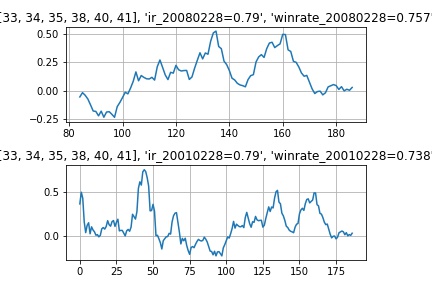 [33, 34, 35, 38, 40, 41], 'ir_20080228=0.79', 'winrate_20080228=0.757'
0.50
0.25
0.00
−0.25
80 100 120 140 160 180
[33, 34, 35, 38, 40, 41], 'ir_20010228=0.79', 'winrate_20010228=0.738'
0.5
0.0
0 25 50 75 100 125 150 175